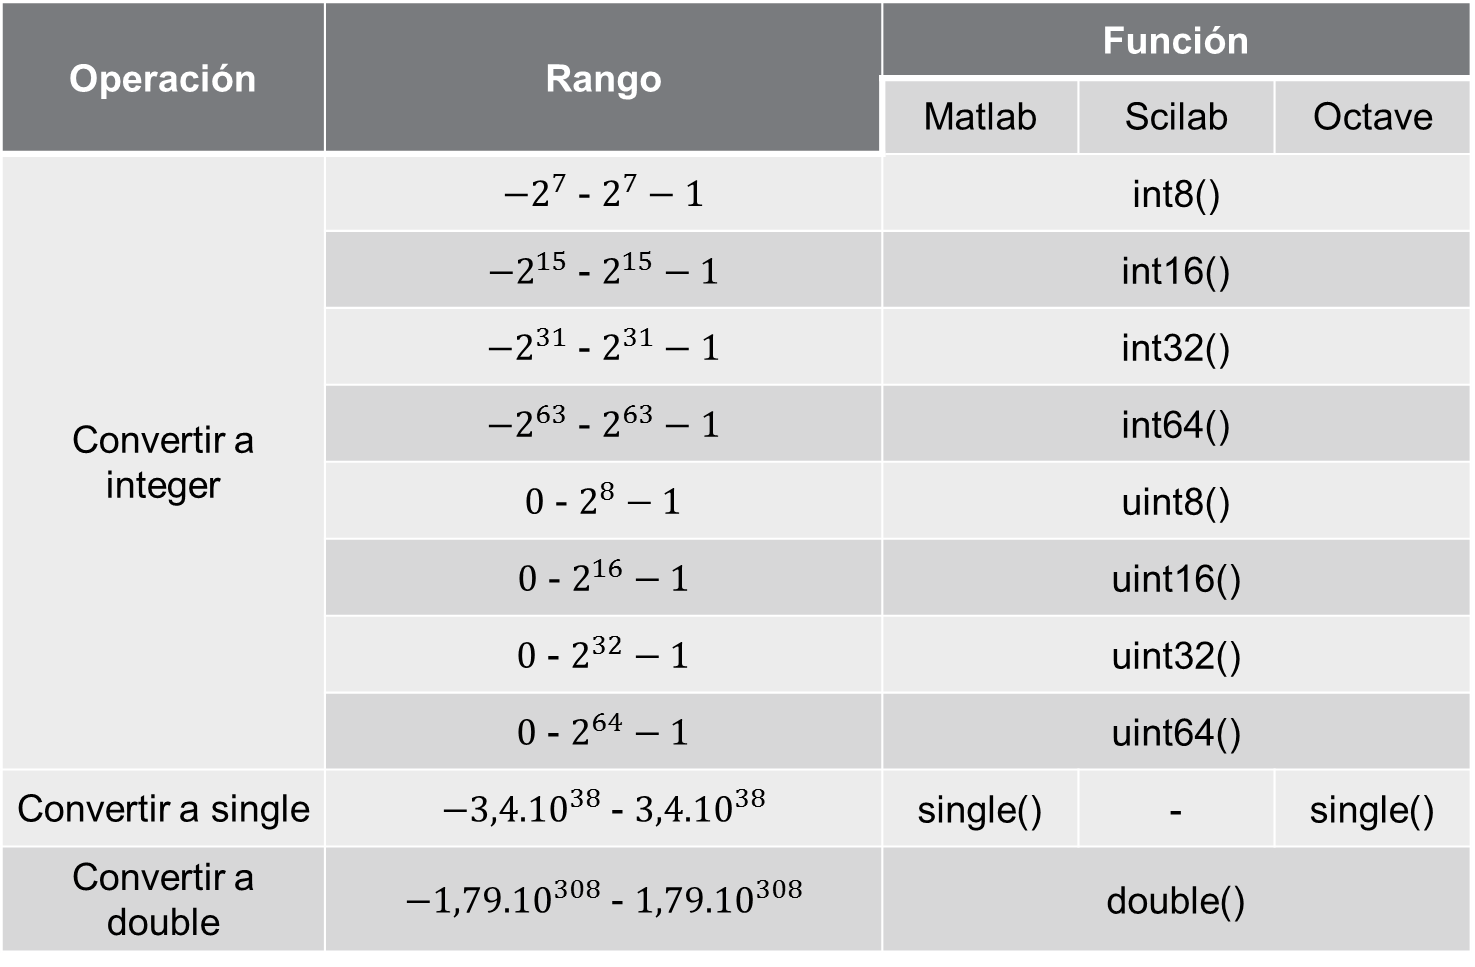 Operación Rango Función
Matlab Scilab Octave
−2⁷ - 2⁷ − 1 int8()
−2¹⁵ - 2¹⁵ − 1 int16()
−2³¹ - 2³¹ − 1 int32()
−2⁶³ - 2⁶³ − 1 int64()
Convertir a
integer
0 - 2⁸ − 1 uint8()
0 - 2¹⁶ − 1 uint16()
0 - 2³² − 1 uint32()
0 - 2⁶⁴ − 1 uint64()
Convertir a single −3,4.10³⁸ - 3,4.10³⁸ single() - single()
Convertir a
double
−1,79.10³⁰⁸ - 1,79.10³⁰⁸ double()